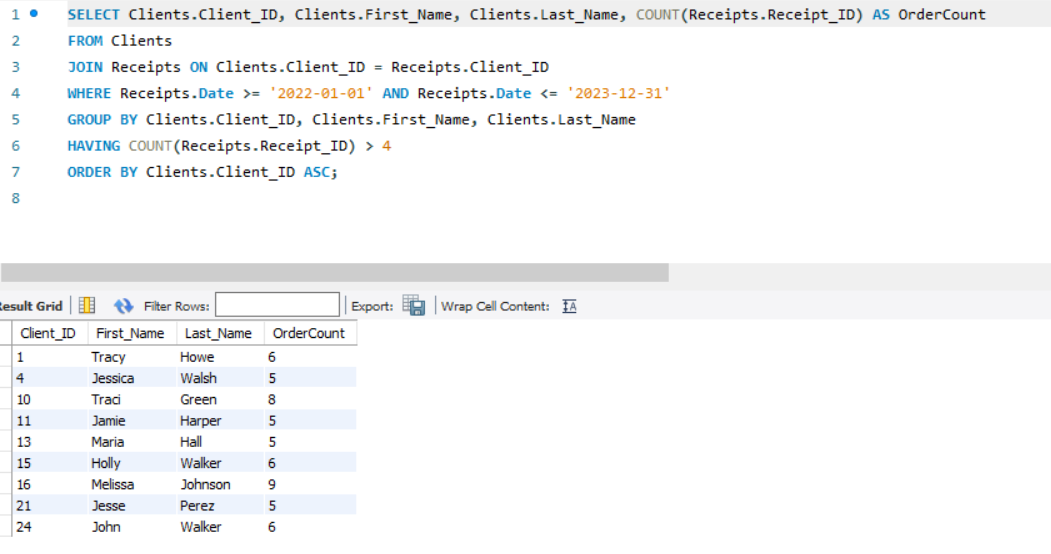 1 SELECT Clients.Client_ID, Clients.First_Name, Clients.Last_Name, COUNT(Receipts.Receipt_ID) AS OrderCount
2 FROM Clients
3 JOIN Receipts ON Clients.Client_ID = Receipts.Client_ID
4 WHERE Receipts.Date >= '2022-01-01' AND Receipts.Date <= '2023-12-31'
5 GROUP BY Clients.Client_ID, Clients.First_Name, Clients.Last_Name
6 HAVING COUNT(Receipts.Receipt_ID) > 4
7 ORDER BY Clients.Client_ID ASC;
8
Result Grid Filter Rows: Export: Wrap Cell Content: IA
Client_ID First_Name Last_Name OrderCount
1 Tracy Howe 6
4 Jessica Walsh 5
10 Traci Green 8
11 Jamie Harper 5
13 Maria Hall 5
15 Holly Walker 6
16 Melissa Johnson 9
21 Jesse Perez 5
24 John Walker 6